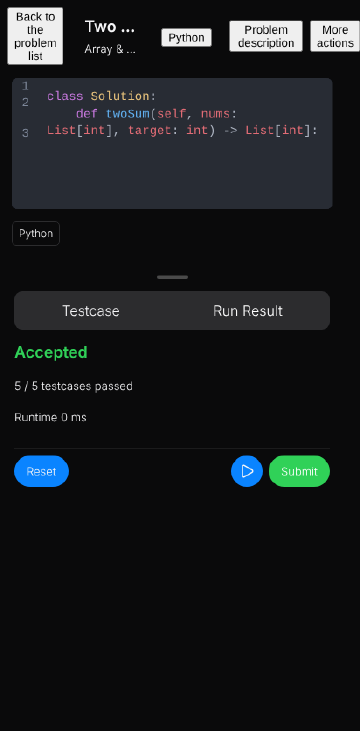 Back to
the
problem
list
Two ...
Array & ...
Python
Problem
description
More
actions
1
class Solution:
2
    def twoSum(self, nums:
List[int], target: int) -> List[int]:
3
Python
Testcase
Run Result
Accepted
5 / 5 testcases passed
Runtime 0 ms
Reset
Submit